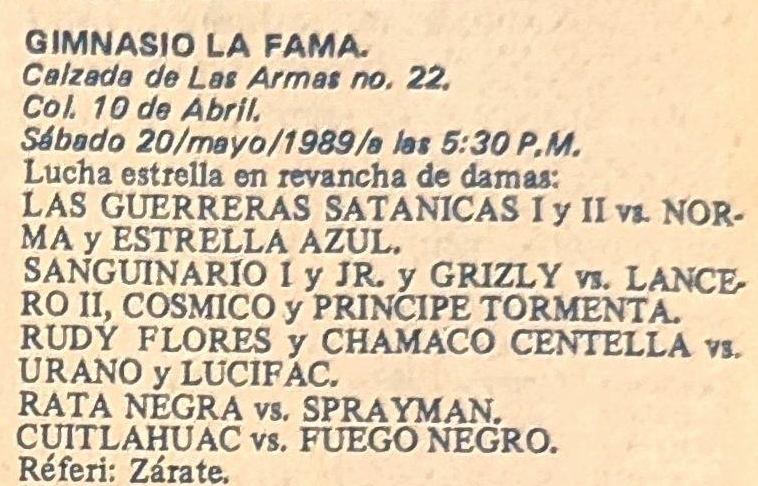 GIMNASIO LA FAMA.
Calzada de Las Armas no. 22.
Col. 10 de Abril.
Sábado 20/mayo/1989/a las 5:30 P.M.
Lucha estrella en revancha de damas:
LAS GUERRERAS SATANICAS I y II vs. NOR-
MA y ESTRELLA AZUL.
SANGUINARIO I y JR. y GRIZLY vs. LANCE-
RO II, COSMICO y PRINCIPE TORMENTA.
RUDY FLORES y CHAMACO CENTELLA vs.
URANO y LUCIFAC.
RATA NEGRA vs. SPRAYMAN.
CUITLAHUAC vs. FUEGO NEGRO.
Réferi: Zárate.